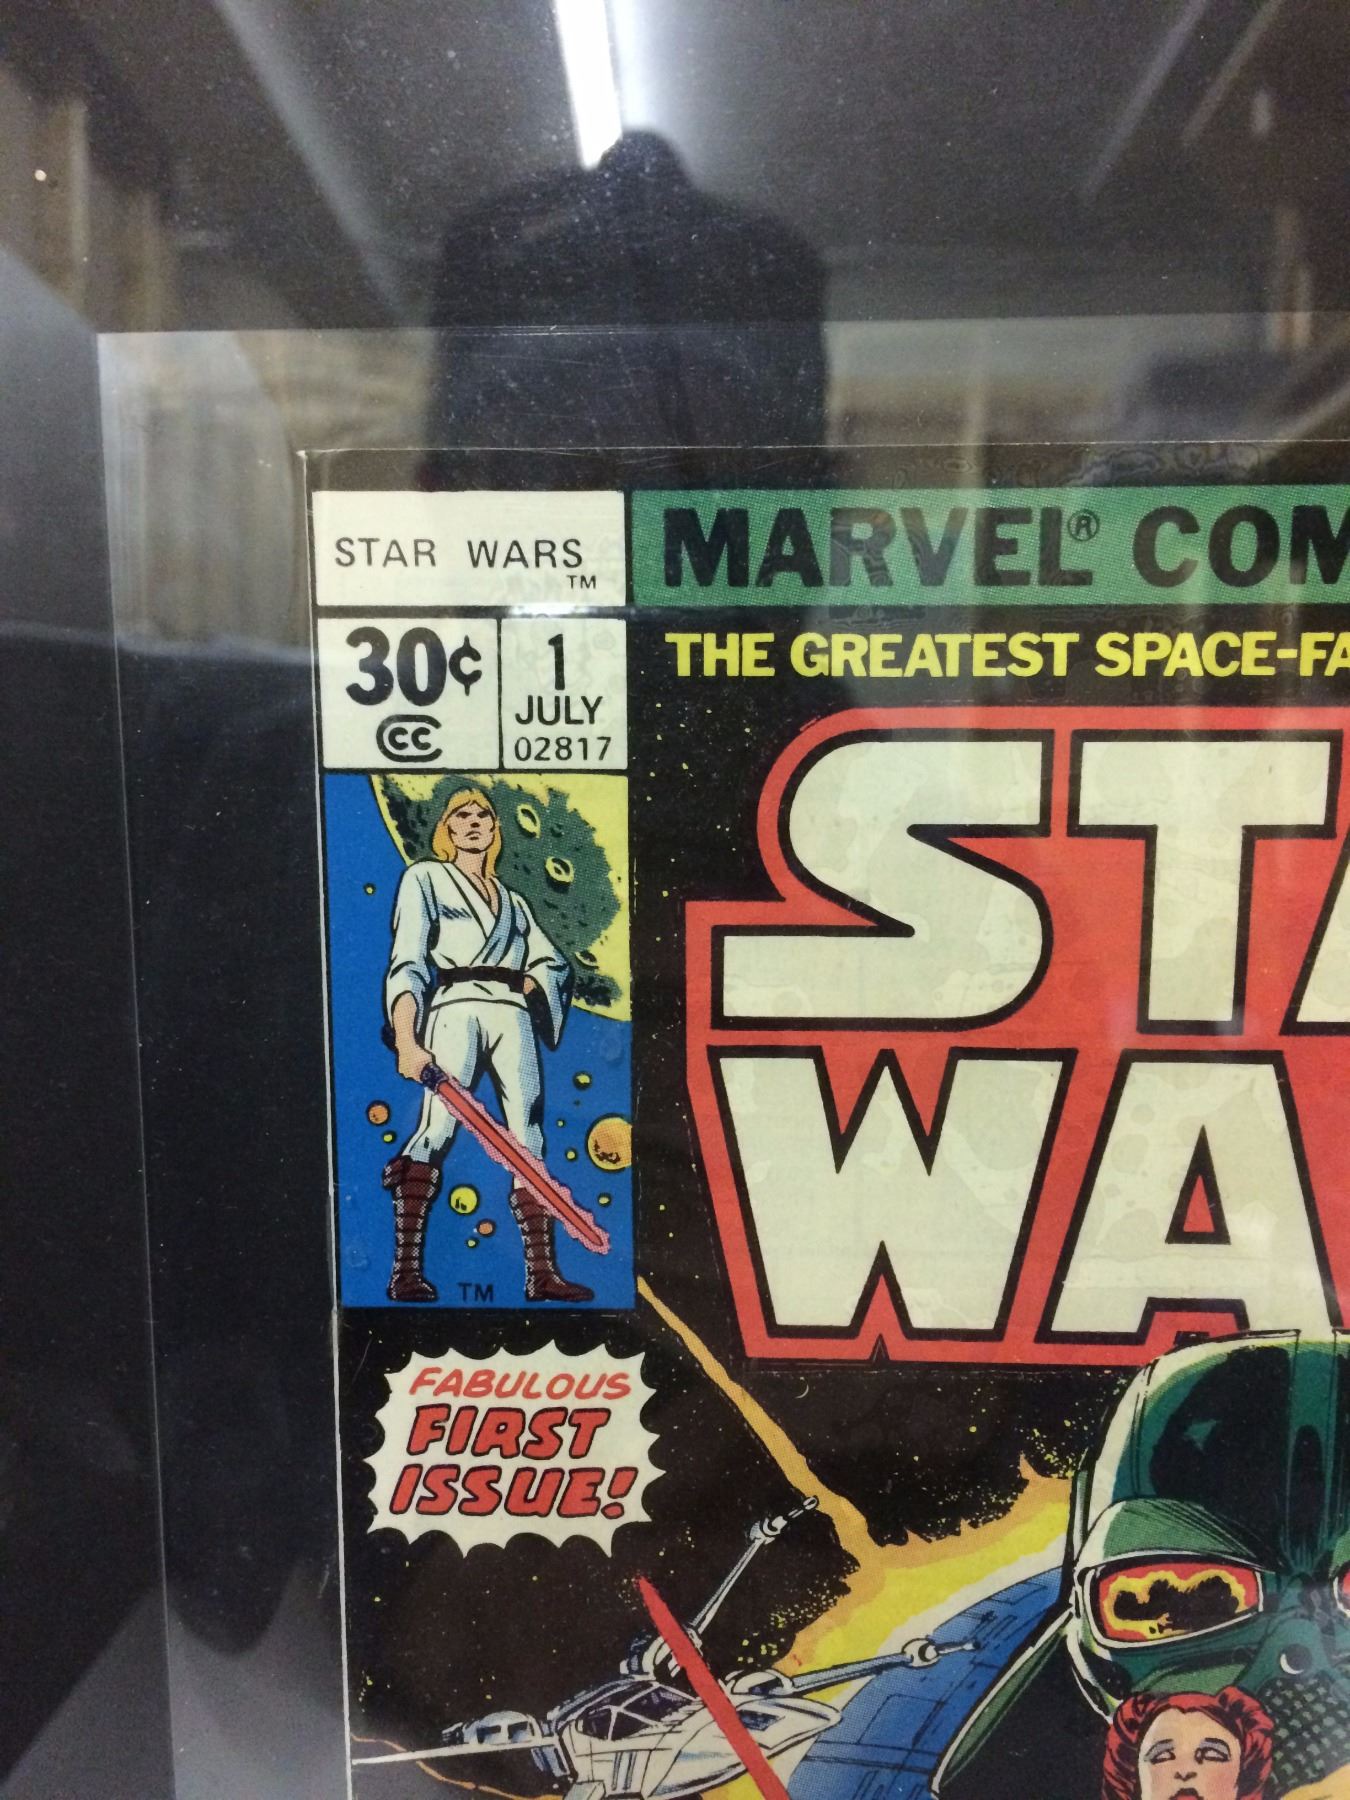 STAR WARS
TM
MARVEL® COM
30¢
CC
1
JULY
02817
THE GREATEST SPACE-FA
STA
WA
TM
FABULOUS
FIRST
ISSUE!